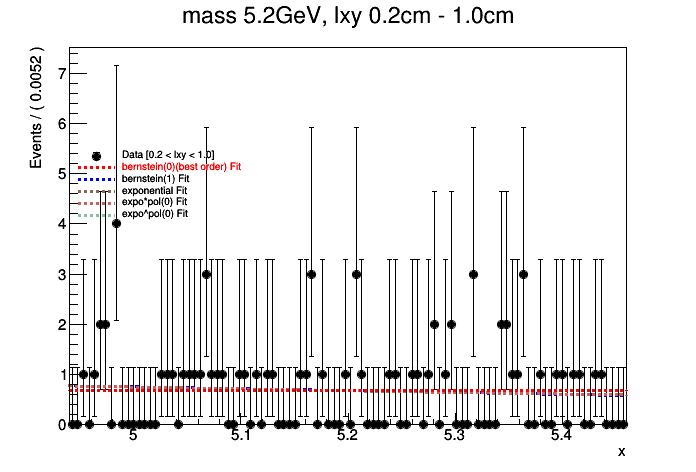 mass 5.2GeV, lxy 0.2cm - 1.0cm
Events / ( 0.0052 )
7
6
5
4
3
2
1
0
Data [0.2 < lxy < 1.0]
bernstein(0)(best order) Fit
bernstein(1) Fit
exponential Fit
expo*pol(0) Fit
expo^pol(0) Fit
5 5.1 5.2 5.3 5.4
x